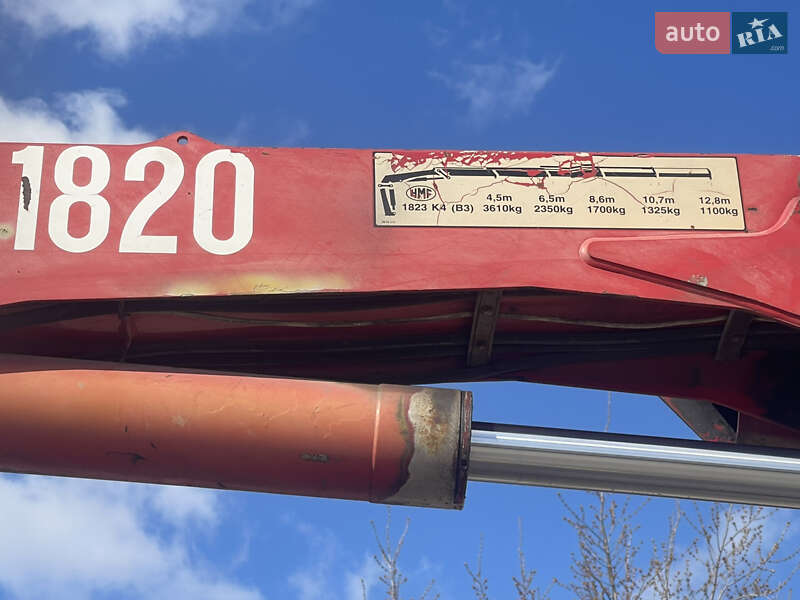 auto RIA
.com
1820
HMF
4,5m 6,5m 8,6m 10,7m 12,8m
1823 K4 (B3) 3610kg 2350kg 1700kg 1325kg 1100kg